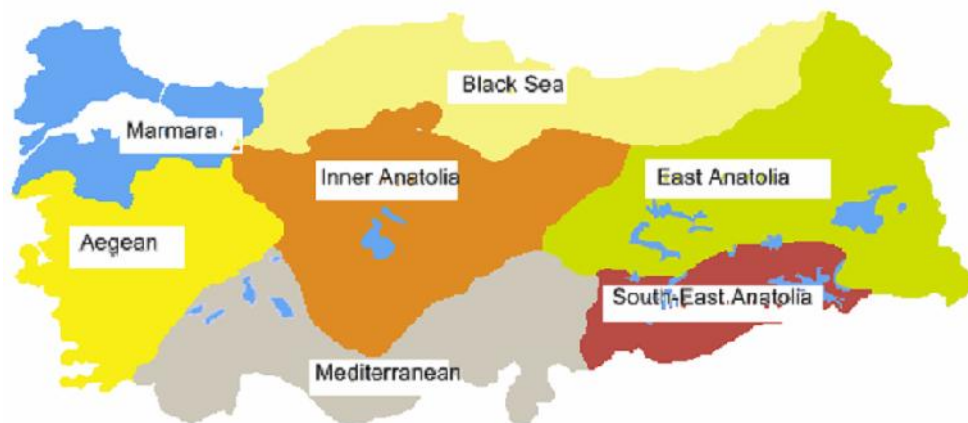 Black Sea
Marmara
Inner Anatolia
East Anatolia
Aegean
South-East Anatolia
Mediterranean